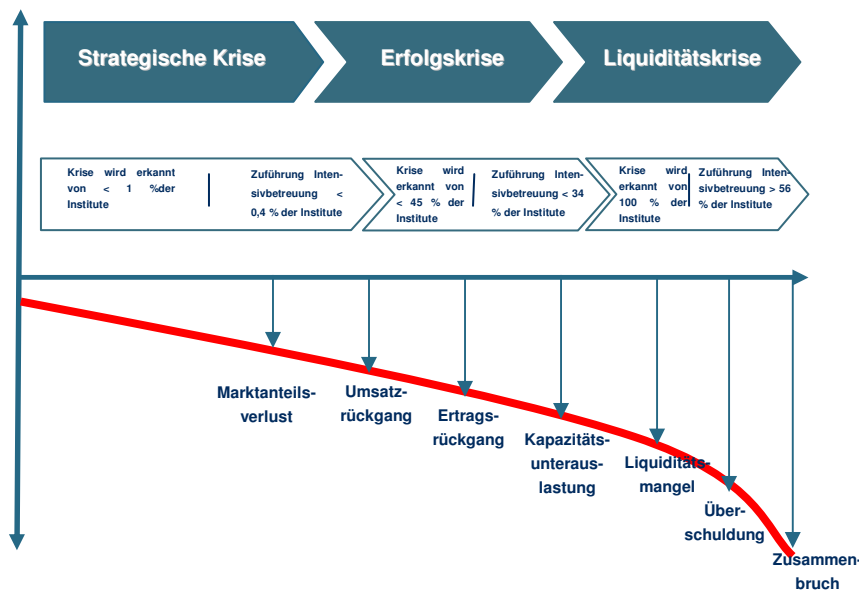 Strategische Krise
Erfolgskrise
Liquiditätskrise
Krise wird erkannt
von < 1 %der
Institute
Zuführung Inten-
sivbetreuung <
0,4 % der Institute
Krise wird
erkannt von
< 45 % der
Institute
Zuführung Inten-
sivbetreuung < 34
% der Institute
Krise wird
erkannt von
100 % der
Institute
Zuführung Inten-
sivbetreuung > 56
% der Institute
Marktanteils-
verlust
Umsatz-
rückgang
Ertrags-
rückgang
Kapazitäts-
unteraus-
lastung
Liquiditäts-
mangel
Über-
schuldung
Zusammen-
bruch